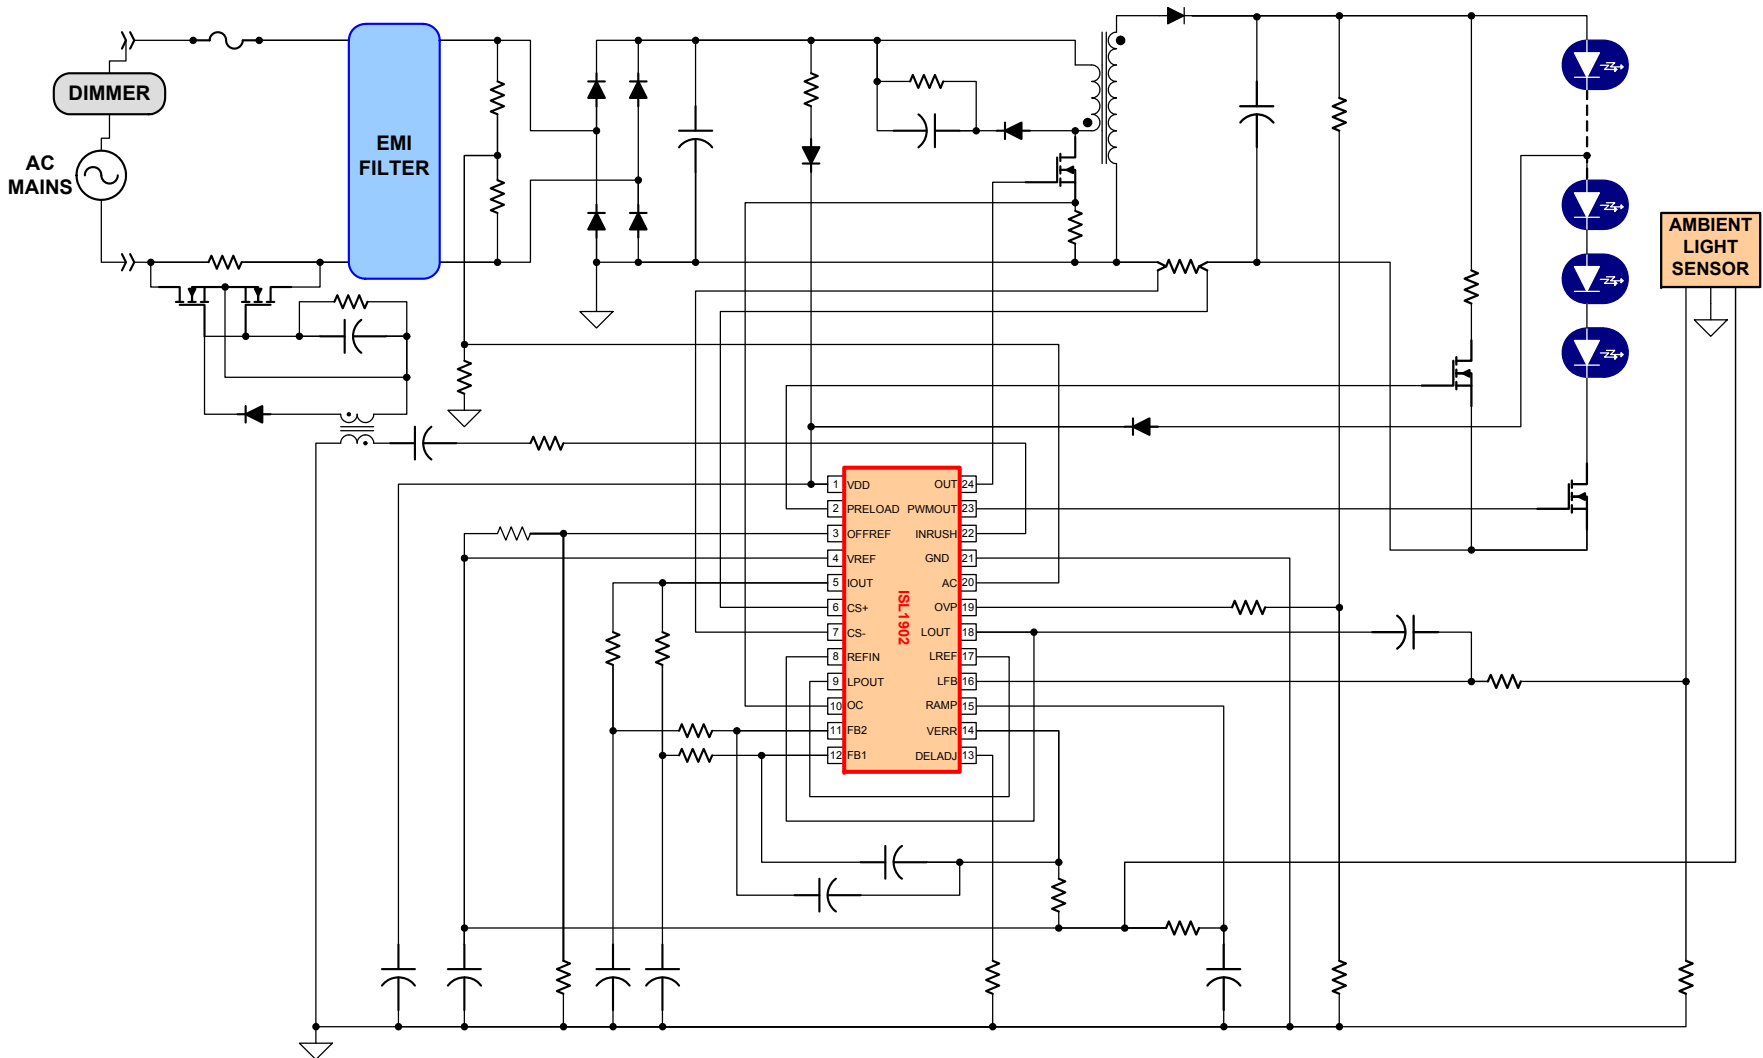 DIMMER
AC
MAINS
EMI
FILTER
AMBIENT
LIGHT
SENSOR
1 VDD
2 PRELOAD
3 OFFREF
4 VREF
5 IOUT
6 CS+
7 CS-
8 REFIN
9 LPOUT
10 OC
11 FB2
12 FB1
ISL1902
OUT 24
PWMOUT 23
INRUSH 22
GND 21
AC 20
OVP 19
LOUT 18
LREF 17
LFB 16
RAMP 15
VERR 14
DELADJ 13